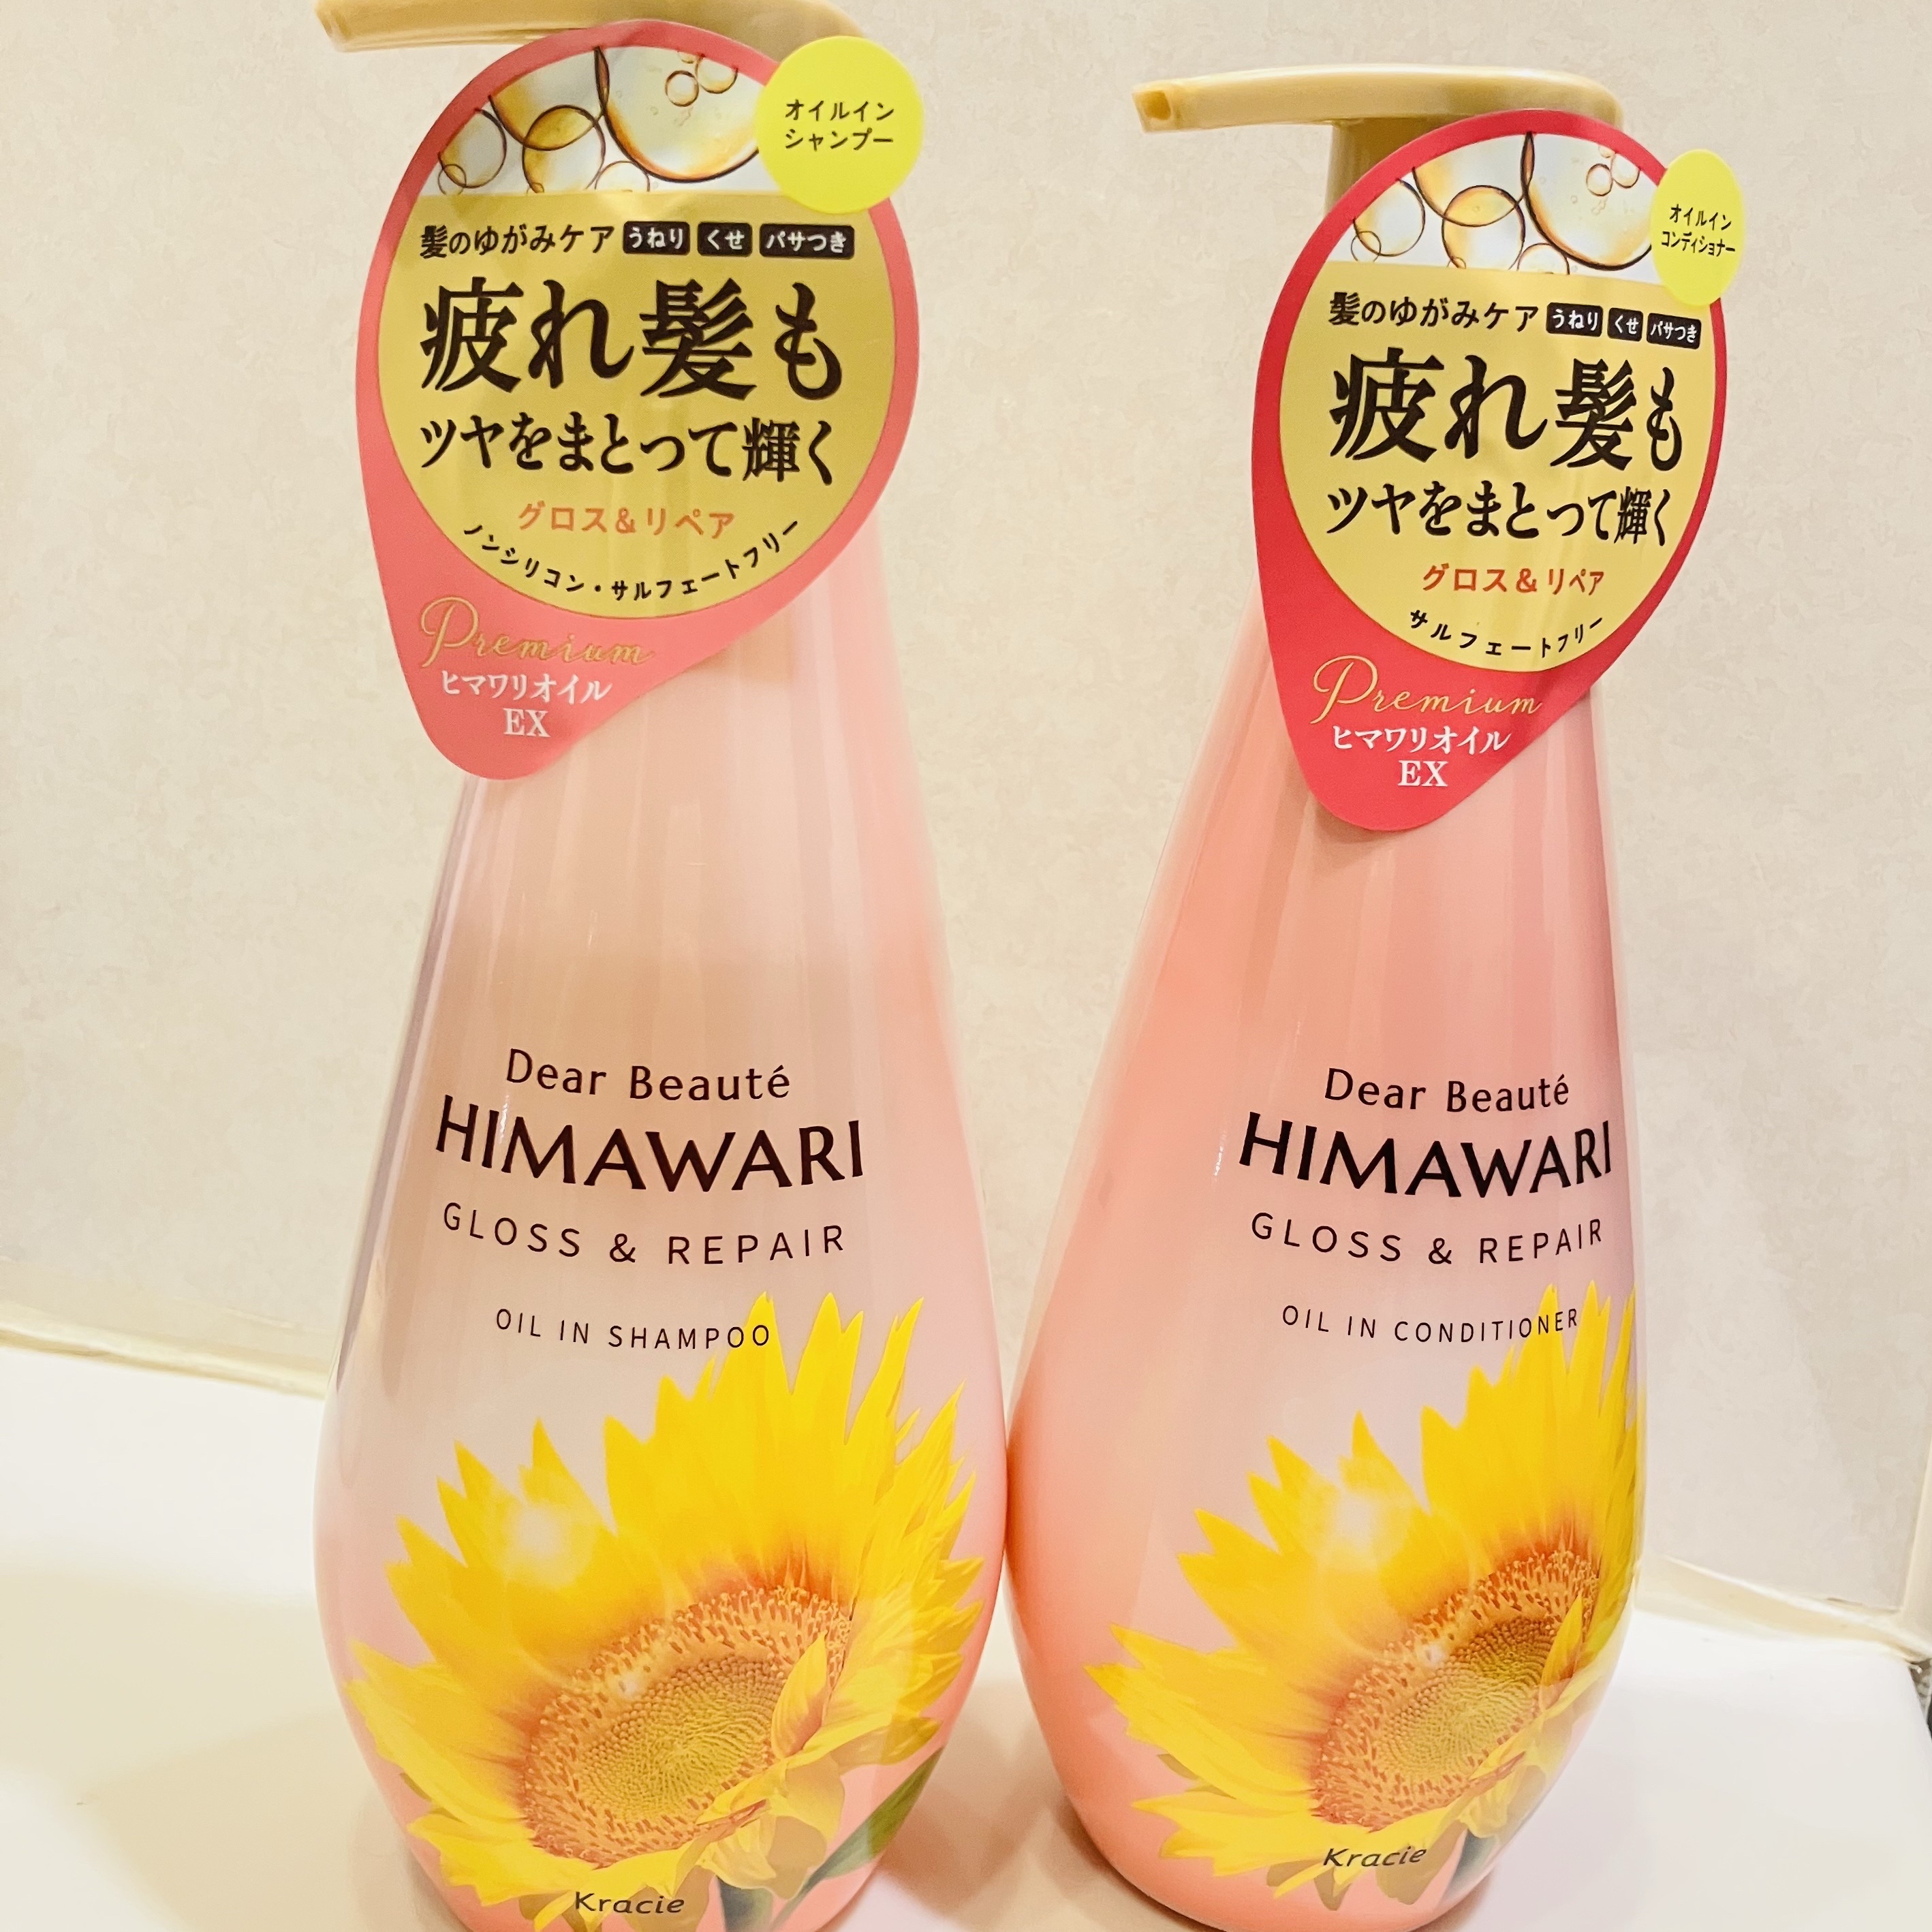 オイルイン
シャンプー
髪のゆがみケア うねり くせ パサつき
疲れ髪も
ツヤをまとって輝く
グロス&リペア
ノンシリコン・サルフェートフリー
Premium
ヒマワリオイル
EX
Dear Beauté
HIMAWARI
GLOSS & REPAIR
OIL IN SHAMPOO
Kracie
オイルイン
コンディショナー
髪のゆがみケア うねり くせ パサつき
疲れ髪も
ツヤをまとって輝く
グロス&リペア
サルフェートフリー
Premium
ヒマワリオイル
EX
Dear Beauté
HIMAWARI
GLOSS & REPAIR
OIL IN CONDITIONER
Kracie